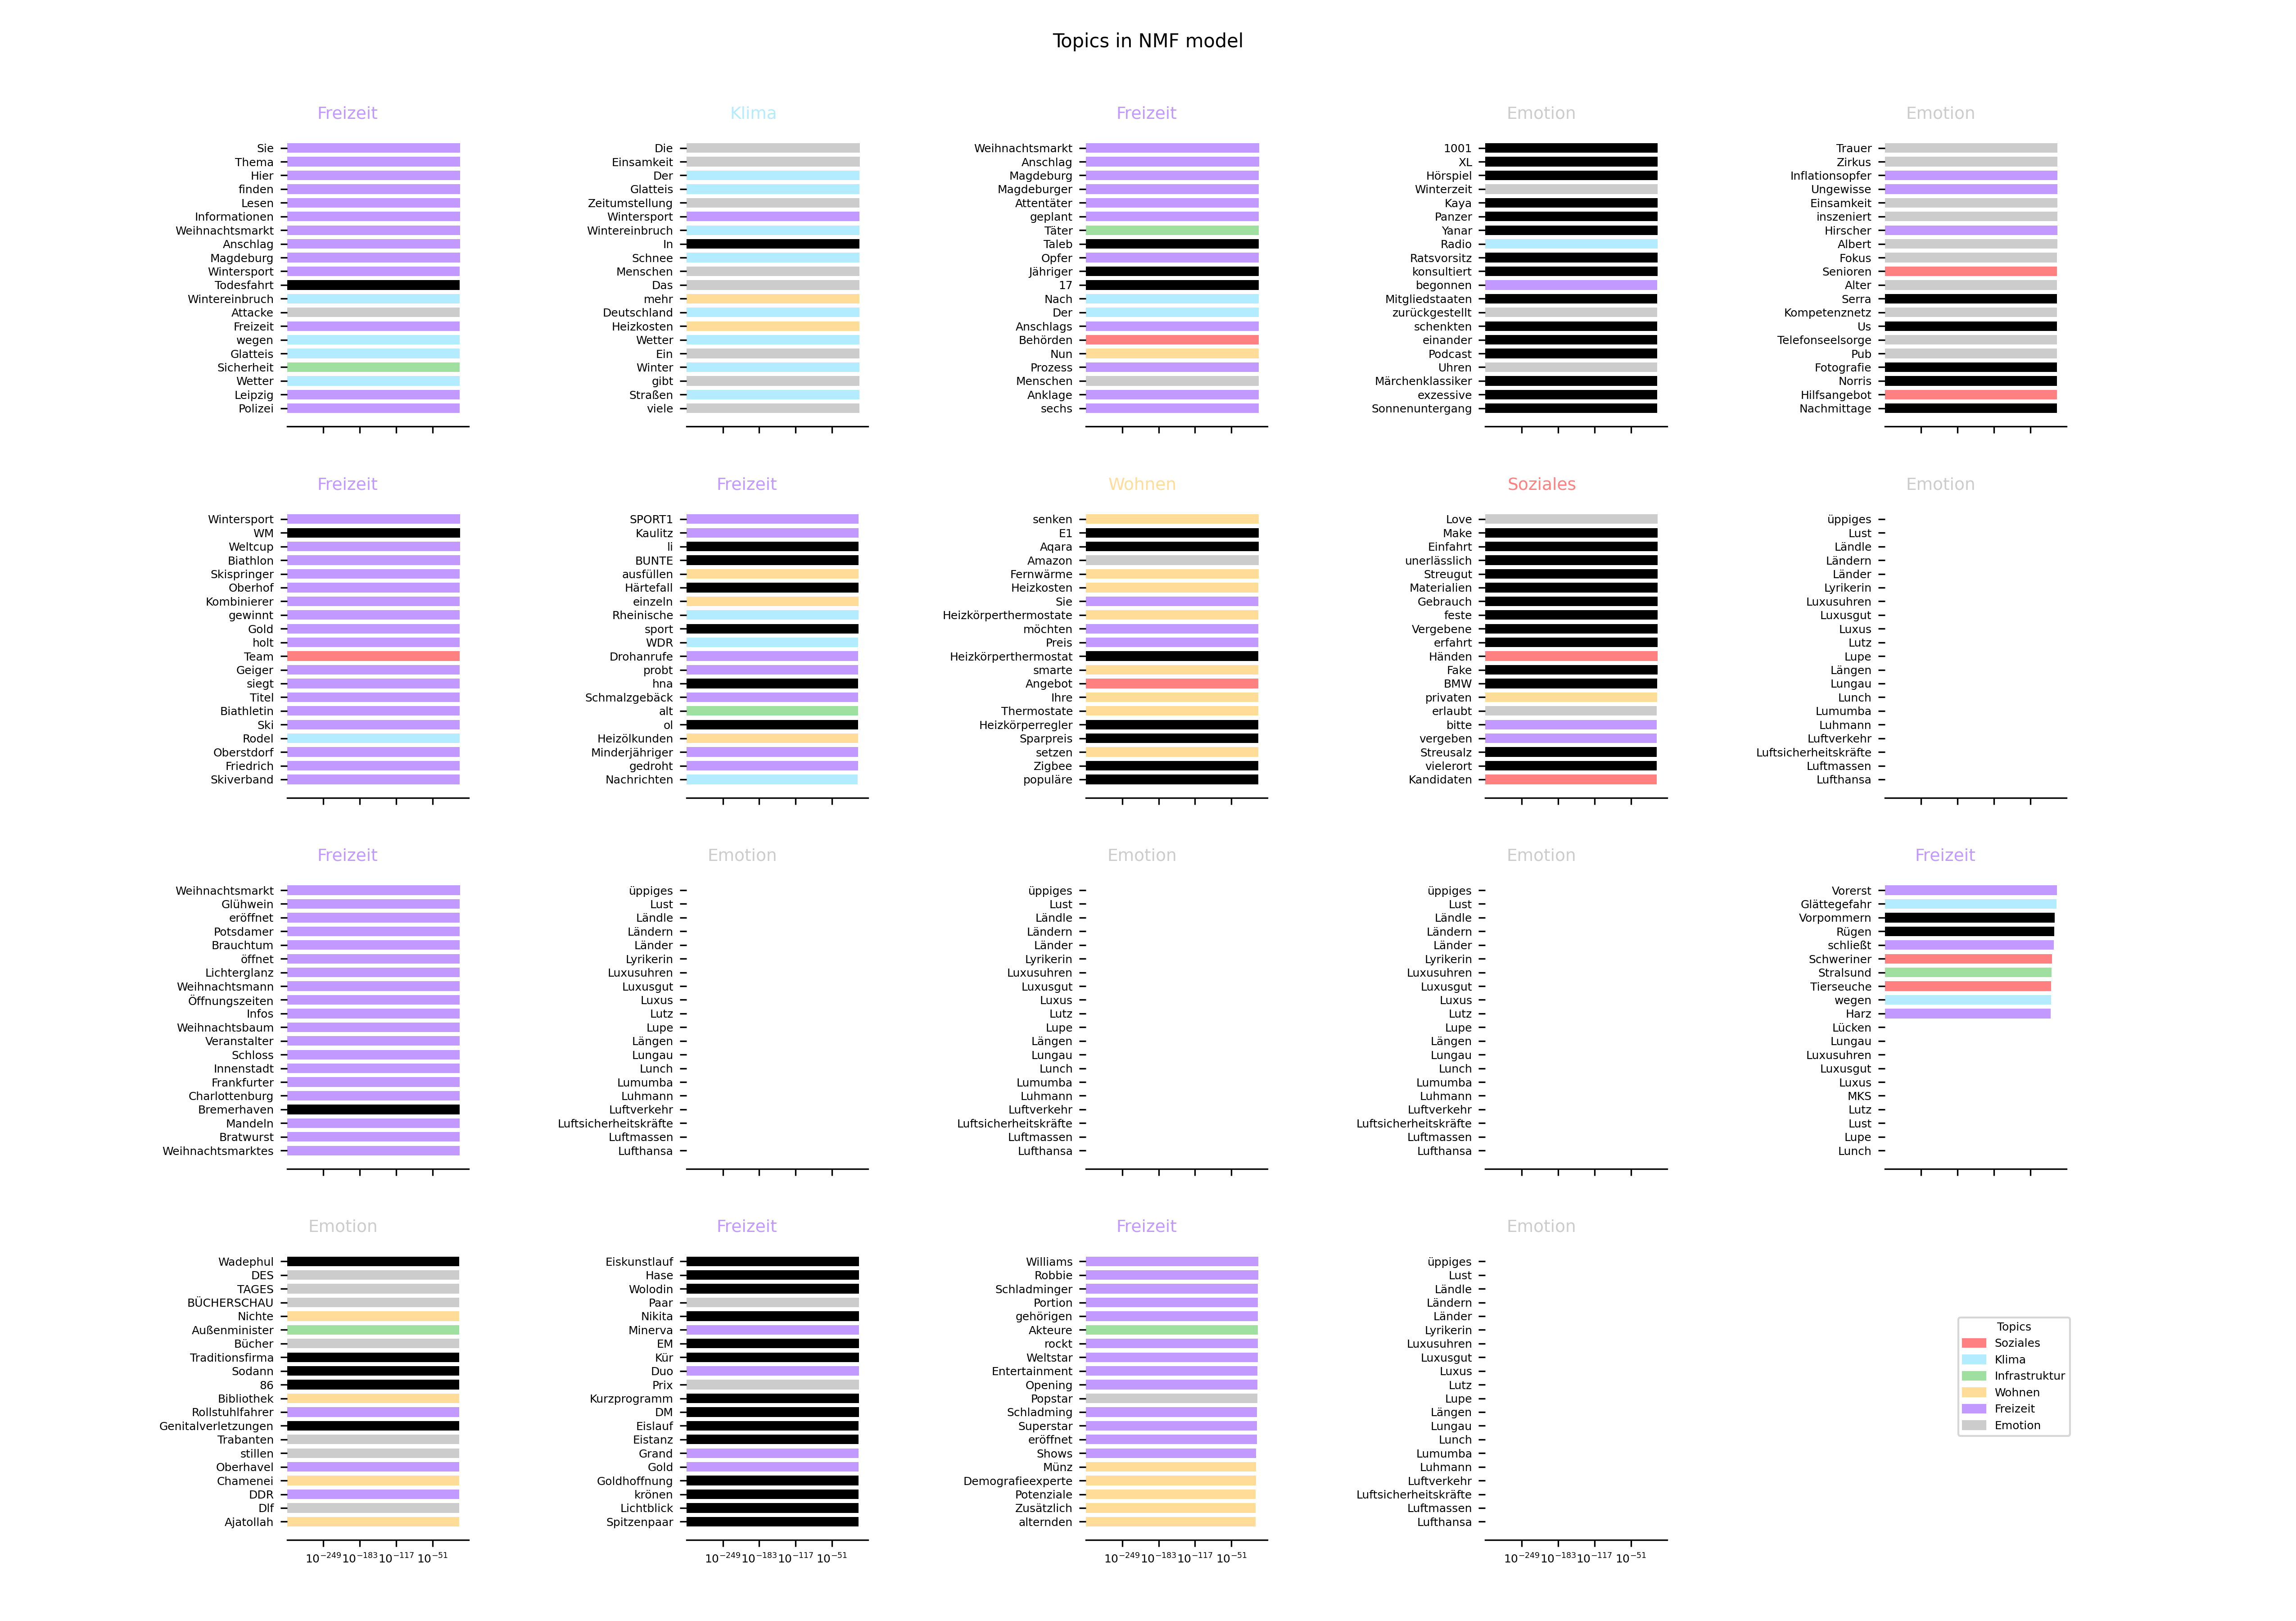 Topics in NMF model
Freizeit
Sie
Thema
Hier
finden
Lesen
Informationen
Weihnachtsmarkt
Anschlag
Magdeburg
Wintersport
Todesfahrt
Wintereinbruch
Attacke
Freizeit
wegen
Glatteis
Sicherheit
Wetter
Leipzig
Polizei
Klima
Die
Einsamkeit
Der
Glatteis
Zeitumstellung
Wintersport
Wintereinbruch
In
Schnee
Menschen
Das
mehr
Deutschland
Heizkosten
Wetter
Ein
Winter
gibt
Straßen
viele
Freizeit
Weihnachtsmarkt
Anschlag
Magdeburg
Magdeburger
Attentäter
geplant
Täter
Taleb
Opfer
Jähriger
17
Nach
Der
Anschlags
Behörden
Nun
Prozess
Menschen
Anklage
sechs
Emotion
1001
XL
Hörspiel
Winterzeit
Kaya
Panzer
Yanar
Radio
Ratsvorsitz
konsultiert
begonnen
Mitgliedstaaten
zurückgestellt
schenkten
einander
Podcast
Uhren
Märchenklassiker
exzessive
Sonnenuntergang
Emotion
Trauer
Zirkus
Inflationsopfer
Ungewisse
Einsamkeit
inszeniert
Hirscher
Albert
Fokus
Senioren
Alter
Serra
Kompetenznetz
Us
Telefonseelsorge
Pub
Fotografie
Norris
Hilfsangebot
Nachmittage
Freizeit
Wintersport
WM
Weltcup
Biathlon
Skispringer
Oberhof
Kombinierer
gewinnt
Gold
holt
Team
Geiger
siegt
Titel
Biathletin
Ski
Rodel
Oberstdorf
Friedrich
Skiverband
Freizeit
SPORT1
Kaulitz
li
BUNTE
ausfüllen
Härtefall
einzeln
Rheinische
sport
WDR
Drohanrufe
probt
hna
Schmalzgebäck
alt
ol
Heizölkunden
Minderjähriger
gedroht
Nachrichten
Wohnen
senken
E1
Aqara
Amazon
Fernwärme
Heizkosten
Sie
Heizkörperthermostate
möchten
Preis
Heizkörperthermostat
smarte
Angebot
Ihre
Thermostate
Heizkörperregler
Sparpreis
setzen
Zigbee
populäre
Soziales
Love
Make
Einfahrt
unerlässlich
Streugut
Materialien
Gebrauch
feste
Vergebene
erfahrt
Händen
Fake
BMW
privaten
erlaubt
bitte
vergeben
Streusalz
vielerort
Kandidaten
Emotion
üppiges
Lust
Ländle
Ländern
Länder
Lyrikerin
Luxusuhren
Luxusgut
Luxus
Lutz
Lupe
Längen
Lungau
Lunch
Lumumba
Luhmann
Luftverkehr
Luftsicherheitskräfte
Luftmassen
Lufthansa
Freizeit
Weihnachtsmarkt
Glühwein
eröffnet
Potsdamer
Brauchtum
öffnet
Lichterglanz
Weihnachtsmann
Öffnungszeiten
Infos
Weihnachtsbaum
Veranstalter
Schloss
Innenstadt
Frankfurter
Charlottenburg
Bremerhaven
Mandeln
Bratwurst
Weihnachtsmarktes
Emotion
üppiges
Lust
Ländle
Ländern
Länder
Lyrikerin
Luxusuhren
Luxusgut
Luxus
Lutz
Lupe
Längen
Lungau
Lunch
Lumumba
Luhmann
Luftverkehr
Luftsicherheitskräfte
Luftmassen
Lufthansa
Emotion
üppiges
Lust
Ländle
Ländern
Länder
Lyrikerin
Luxusuhren
Luxusgut
Luxus
Lutz
Lupe
Längen
Lungau
Lunch
Lumumba
Luhmann
Luftverkehr
Luftsicherheitskräfte
Luftmassen
Lufthansa
Emotion
üppiges
Lust
Ländle
Ländern
Länder
Lyrikerin
Luxusuhren
Luxusgut
Luxus
Lutz
Lupe
Längen
Lungau
Lunch
Lumumba
Luhmann
Luftverkehr
Luftsicherheitskräfte
Luftmassen
Lufthansa
Freizeit
Vorerst
Glättegefahr
Vorpommern
Rügen
schließt
Schweriner
Stralsund
Tierseuche
wegen
Harz
Lücken
Lungau
Luxusuhren
Luxusgut
Luxus
MKS
Lutz
Lust
Lupe
Lunch
Emotion
Wadephul
DES
TAGES
BÜCHERSCHAU
Nichte
Außenminister
Bücher
Traditionsfirma
Sodann
86
Bibliothek
Rollstuhlfahrer
Genitalverletzungen
Trabanten
stillen
Oberhavel
Chamenei
DDR
Dlf
Ajatollah
10⁻²⁴⁹ 10⁻¹⁸³ 10⁻¹¹⁷ 10⁻⁵¹
Freizeit
Eiskunstlauf
Hase
Wolodin
Paar
Nikita
Minerva
EM
Kür
Duo
Prix
Kurzprogramm
DM
Eislauf
Eistanz
Grand
Gold
Goldhoffnung
krönen
Lichtblick
Spitzenpaar
10⁻²⁴⁹ 10⁻¹⁸³ 10⁻¹¹⁷ 10⁻⁵¹
Freizeit
Williams
Robbie
Schladminger
Portion
gehörigen
Akteure
rockt
Weltstar
Entertainment
Opening
Popstar
Schladming
Superstar
eröffnet
Shows
Münz
Demografieexperte
Potenziale
Zusätzlich
alternden
10⁻²⁴⁹ 10⁻¹⁸³ 10⁻¹¹⁷ 10⁻⁵¹
Emotion
üppiges
Lust
Ländle
Ländern
Länder
Lyrikerin
Luxusuhren
Luxusgut
Luxus
Lutz
Lupe
Längen
Lungau
Lunch
Lumumba
Luhmann
Luftverkehr
Luftsicherheitskräfte
Luftmassen
Lufthansa
10⁻²⁴⁹ 10⁻¹⁸³ 10⁻¹¹⁷ 10⁻⁵¹
Topics
Soziales
Klima
Infrastruktur
Wohnen
Freizeit
Emotion